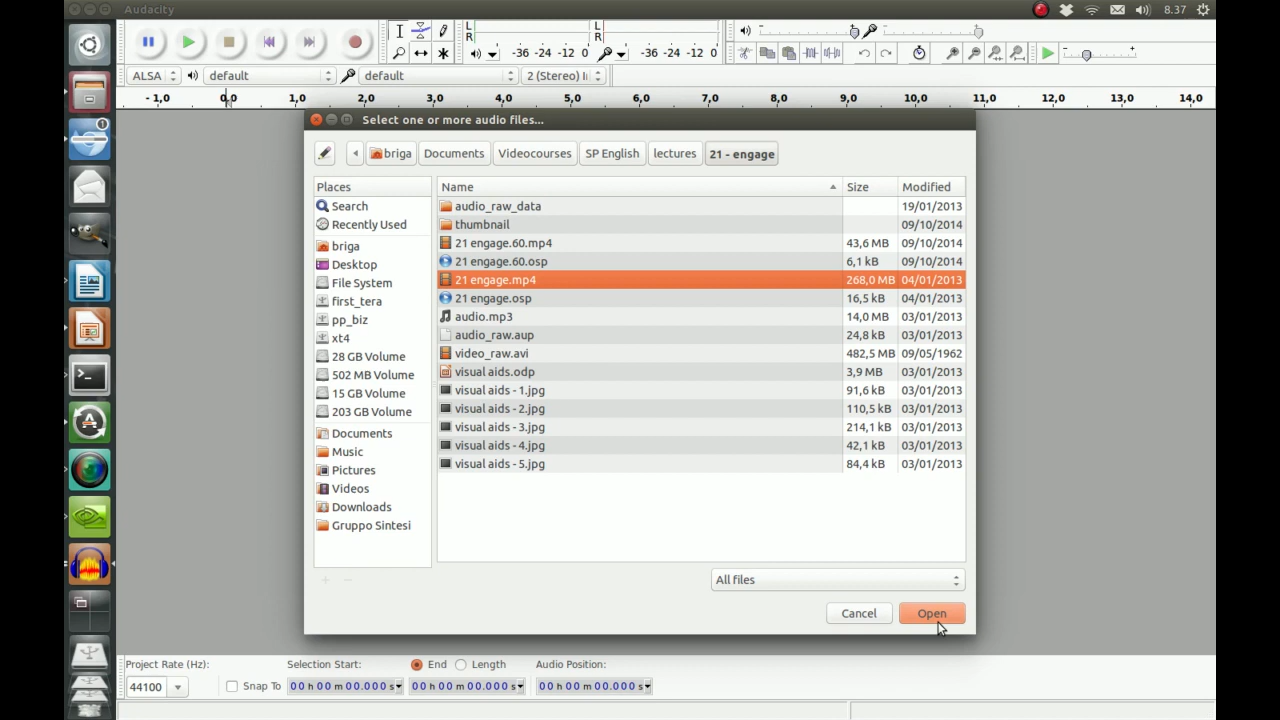 Audacity
8.37
L
R
-36 -24 -12 0
L
R
-36 -24 -12 0
ALSA default default 2 (Stereo) I
- 1,0 0,0 1,0 2,0 3,0 4,0 5,0 6,0 7,0 8,0 9,0 10,0 11,0 12,0 13,0 14,0
Select one or more audio files...
briga Documents Videocourses SP English lectures 21 - engage
Places
Search
Recently Used
briga
Desktop
File System
first_tera
pp_biz
xt4
28 GB Volume
502 MB Volume
15 GB Volume
203 GB Volume
Documents
Music
Pictures
Videos
Downloads
Gruppo Sintesi
Name Size Modified
audio_raw_data 19/01/2013
thumbnail 09/10/2014
21 engage.60.mp4 43,6 MB 09/10/2014
21 engage.60.osp 6,1 kB 09/10/2014
21 engage.mp4 268,0 MB 04/01/2013
21 engage.osp 16,5 kB 04/01/2013
audio.mp3 14,0 MB 03/01/2013
audio_raw.aup 24,8 kB 03/01/2013
video_raw.avi 482,5 MB 09/05/1962
visual aids.odp 3,9 MB 03/01/2013
visual aids - 1.jpg 91,6 kB 03/01/2013
visual aids - 2.jpg 110,5 kB 03/01/2013
visual aids - 3.jpg 214,1 kB 03/01/2013
visual aids - 4.jpg 42,1 kB 03/01/2013
visual aids - 5.jpg 84,4 kB 03/01/2013
All files
Cancel Open
Project Rate (Hz): Selection Start: End Length Audio Position:
44100 Snap To 00 h 00 m 00.000 s 00 h 00 m 00.000 s 00 h 00 m 00.000 s